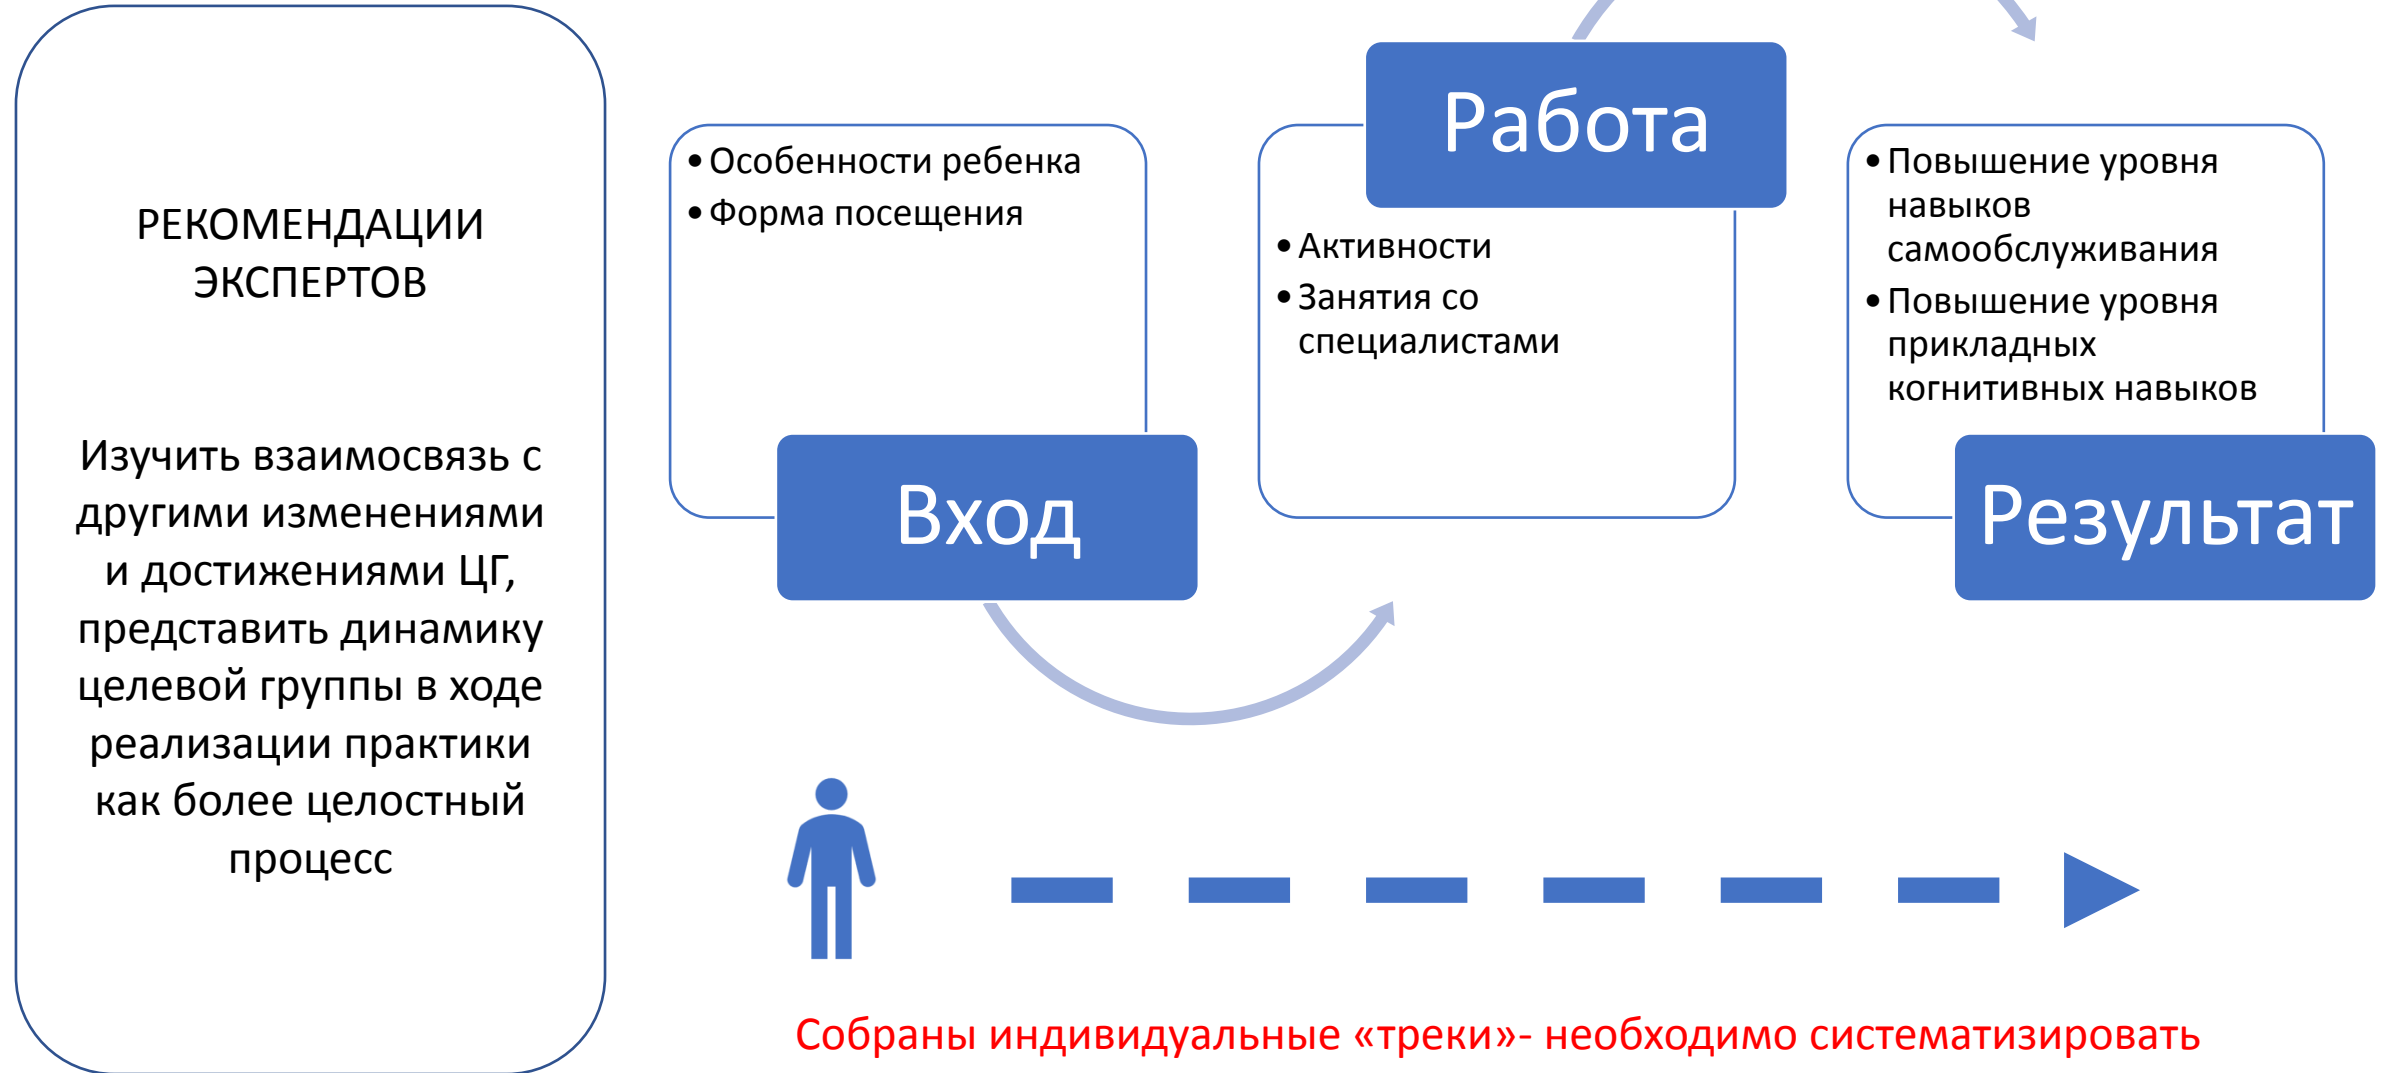 РЕКОМЕНДАЦИИ
ЭКСПЕРТОВ
Изучить взаимосвязь с
другими изменениями
и достижениями ЦГ,
представить динамику
целевой группы в ходе
реализации практики
как более целостный
процесс
•Особенности ребенка
•Форма посещения
Вход
Работа
•Активности
•Занятия со
специалистами
•Повышение уровня
навыков
самообслуживания
•Повышение уровня
прикладных
когнитивных навыков
Результат
Собраны индивидуальные «треки»- необходимо систематизировать